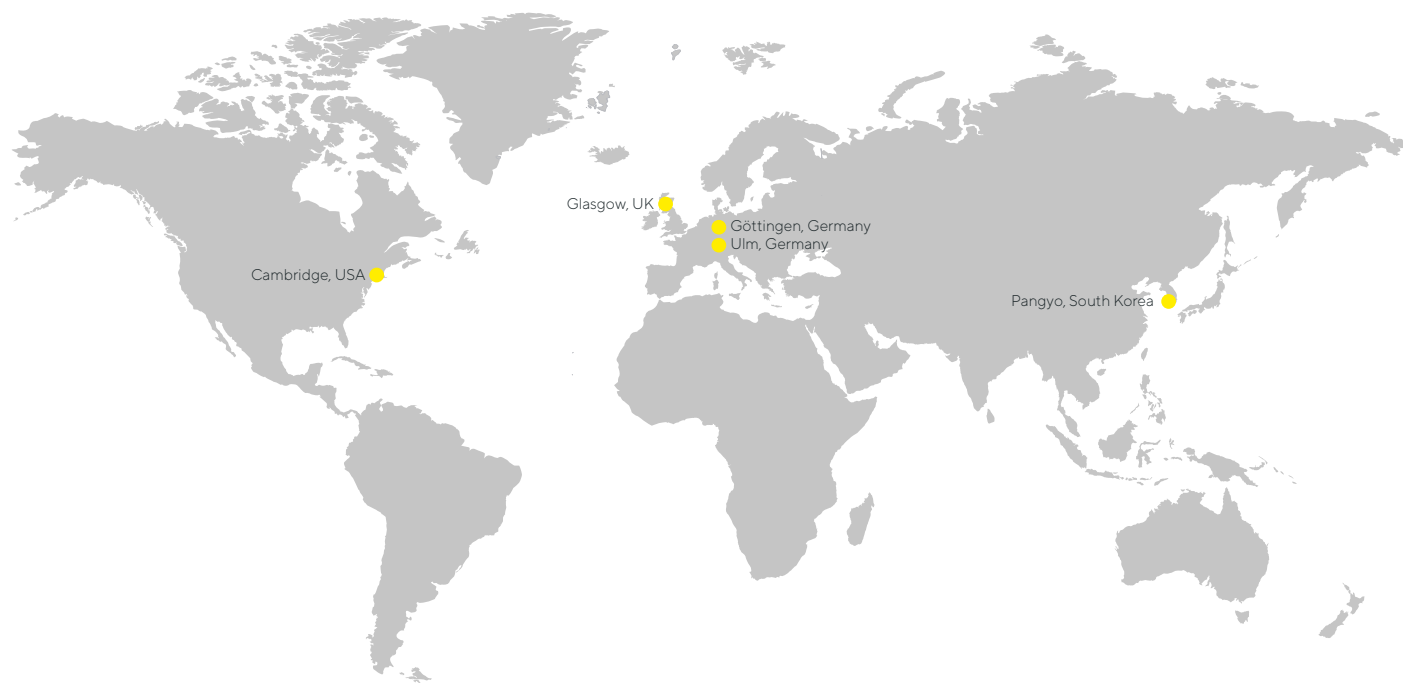 Glasgow, UK
Göttingen, Germany
Ulm, Germany
Cambridge, USA
Pangyo, South Korea